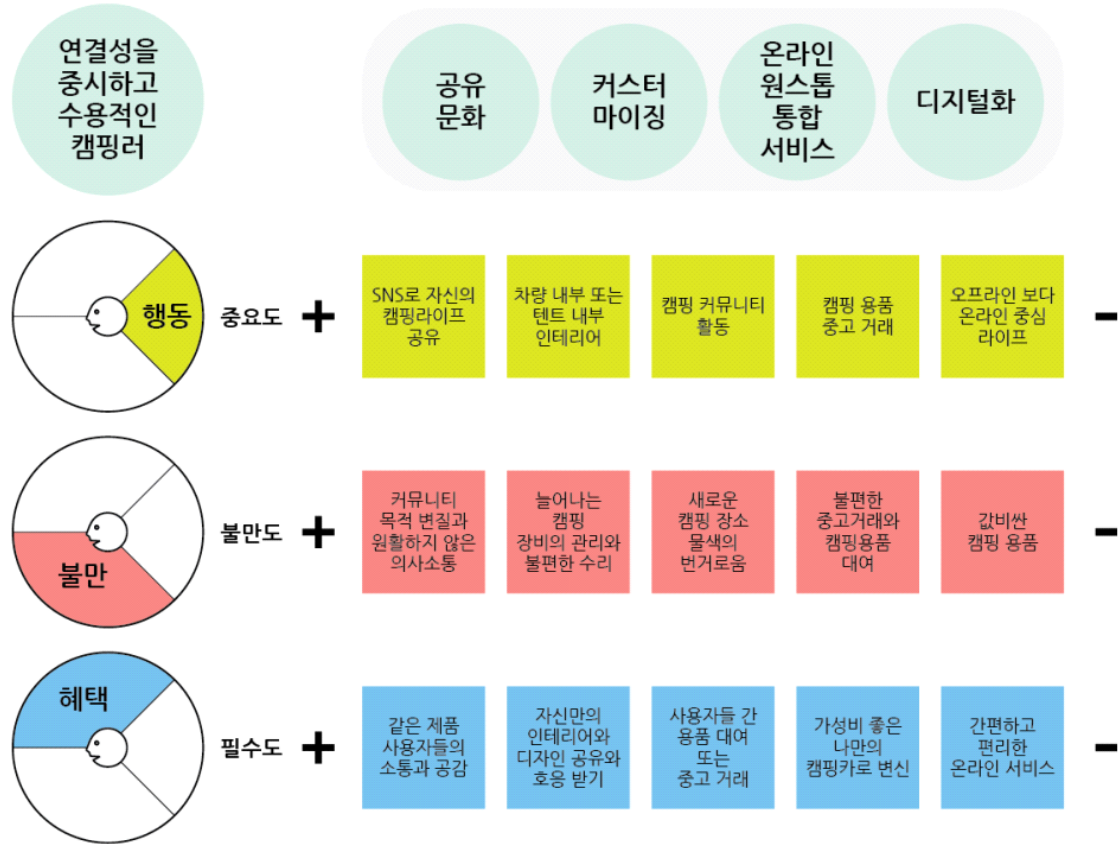 연결성을
중시하고
수용적인
캠핑러
공유
문화
커스터
마이징
온라인
원스톱
통합
서비스
디지털화
행동
중요도
+
SNS로 자신의
캠핑라이프
공유
차량 내부 또는
텐트 내부
인테리어
캠핑 커뮤니티
활동
캠핑 용품
중고 거래
오프라인 보다
온라인 중심
라이프
-
불만
불만도
+
커뮤니티
목적 변질과
원활하지 않은
의사소통
늘어나는
캠핑
장비의 관리와
불편한 수리
새로운
캠핑 장소
물색의
번거로움
불편한
중고거래와
캠핑용품
대여
값비싼
캠핑 용품
-
혜택
필수도
+
같은 제품
사용자들의
소통과 공감
자신만의
인테리어와
디자인 공유와
호응 받기
사용자들 간
용품 대여
또는
중고 거래
가성비 좋은
나만의
캠핑카로 변신
간편하고
편리한
온라인 서비스
-